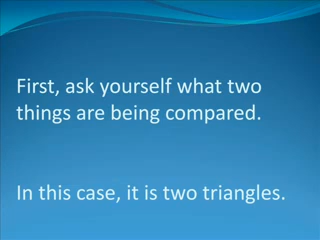 First, ask yourself what two
things are being compared.
In this case, it is two triangles.